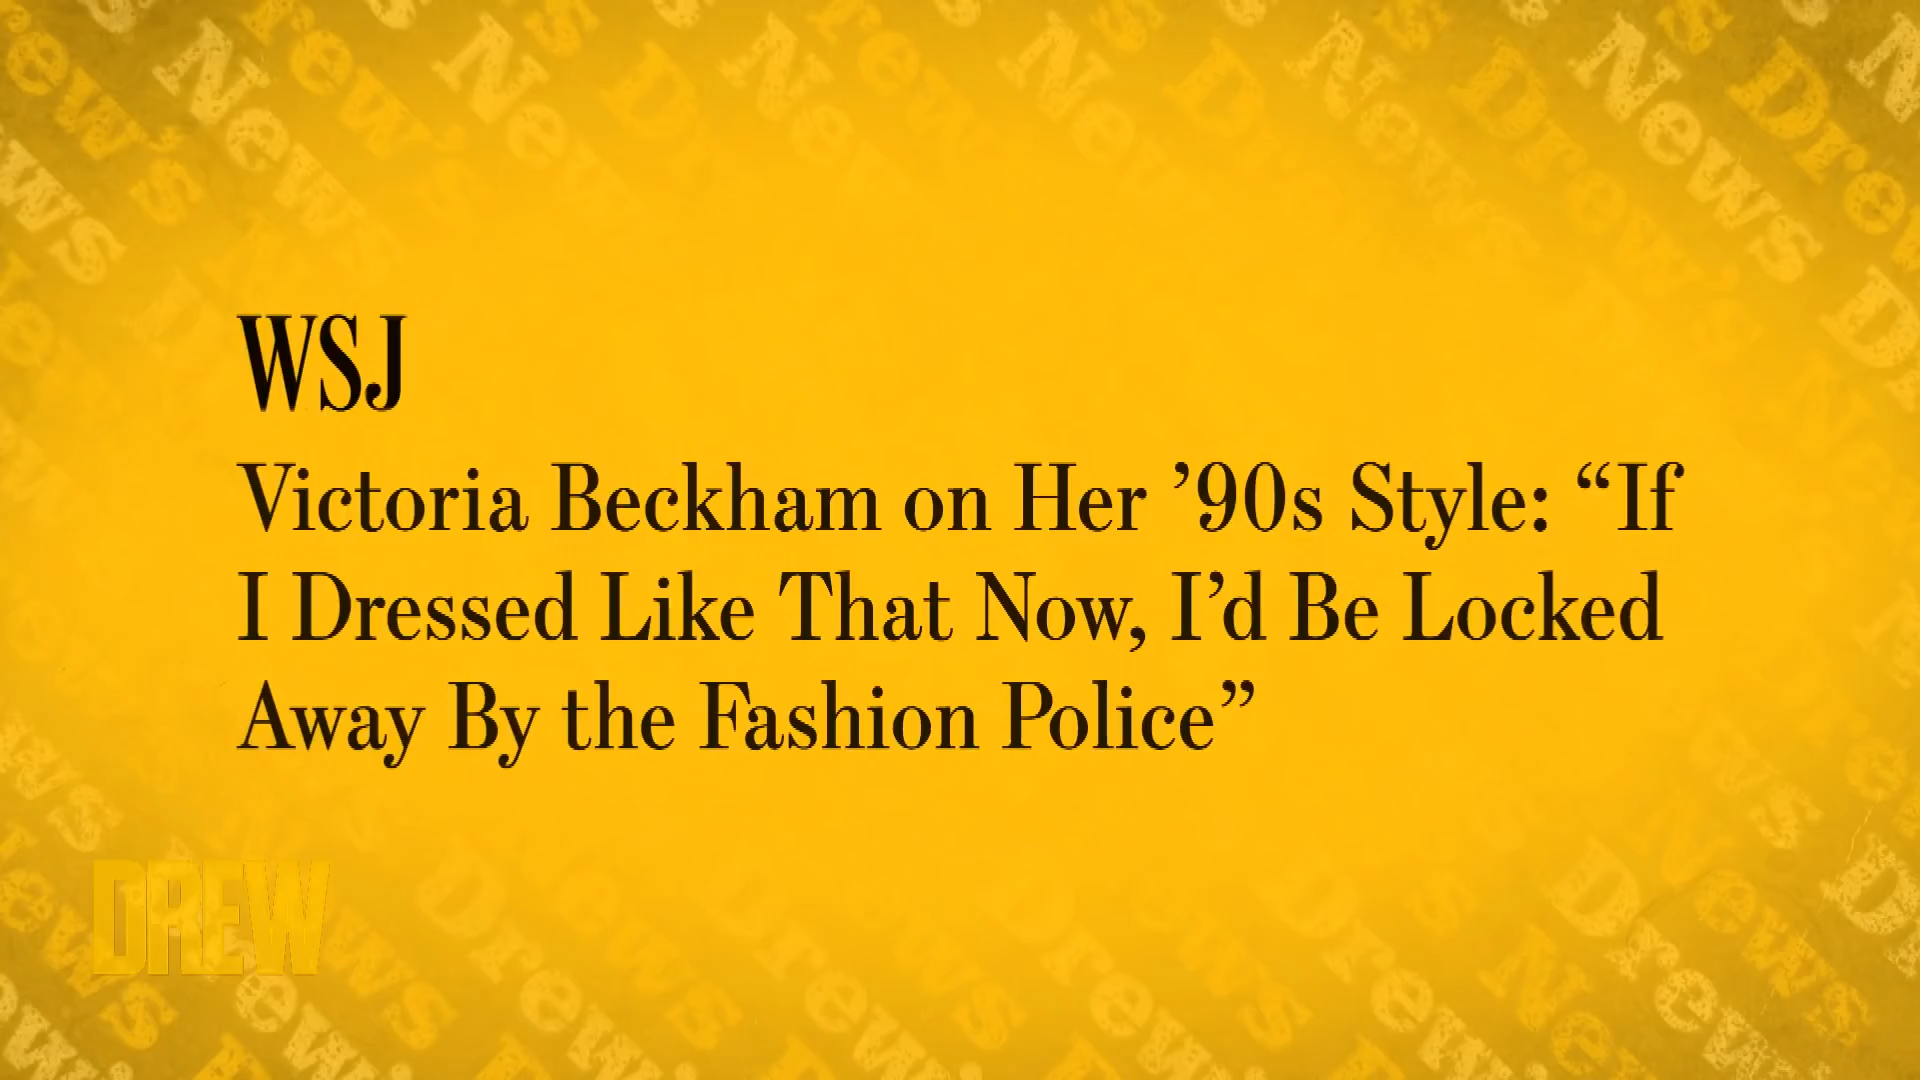 WSJ
Victoria Beckham on Her ’90s Style: “If
I Dressed Like That Now, I’d Be Locked
Away By the Fashion Police”
DREW